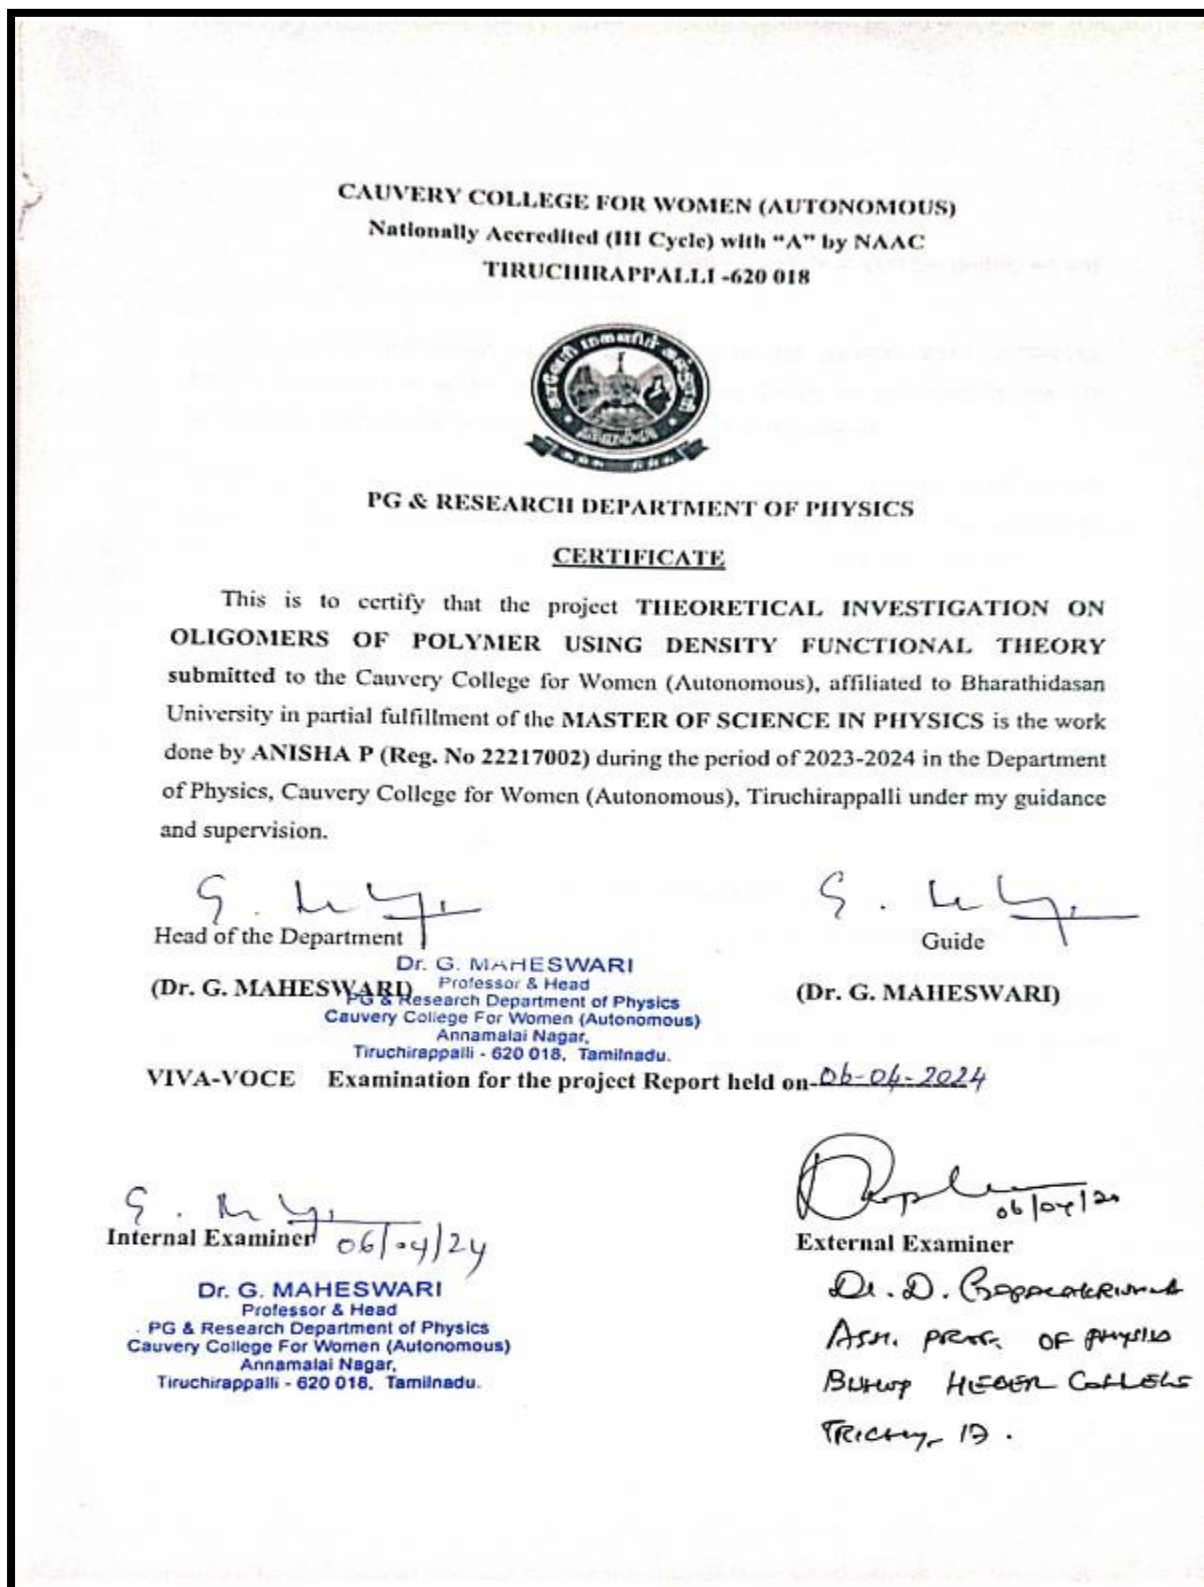 CAUVERY COLLEGE FOR WOMEN (AUTONOMOUS)
Nationally Accredited (III Cycle) with “A” by NAAC
TIRUCHIRAPPALLI -620 018
PG & RESEARCH DEPARTMENT OF PHYSICS
CERTIFICATE
This is to certify that the project THEORETICAL INVESTIGATION ON
OLIGOMERS OF POLYMER USING DENSITY FUNCTIONAL THEORY
submitted to the Cauvery College for Women (Autonomous), affiliated to Bharathidasan
University in partial fulfillment of the MASTER OF SCIENCE IN PHYSICS is the work
done by ANISHA P (Reg. No 22217002) during the period of 2023-2024 in the Department
of Physics, Cauvery College for Women (Autonomous), Tiruchirappalli under my guidance
and supervision.
Head of the Department
Guide
(Dr. G. MAHESWARI)
(Dr. G. MAHESWARI)
Dr. G. MAHESWARI
Professor & Head
PG & Research Department of Physics
Cauvery College For Women (Autonomous)
Annamalai Nagar,
Tiruchirappalli - 620 018, Tamilnadu.
VIVA-VOCE Examination for the project Report held on-06-04-2024
Internal Examiner 06/04/24
Dr. G. MAHESWARI
Professor & Head
PG & Research Department of Physics
Cauvery College For Women (Autonomous)
Annamalai Nagar,
Tiruchirappalli - 620 018, Tamilnadu.
External Examiner
Dr. D.
OF PHYSICS
HEBER COLLEGE